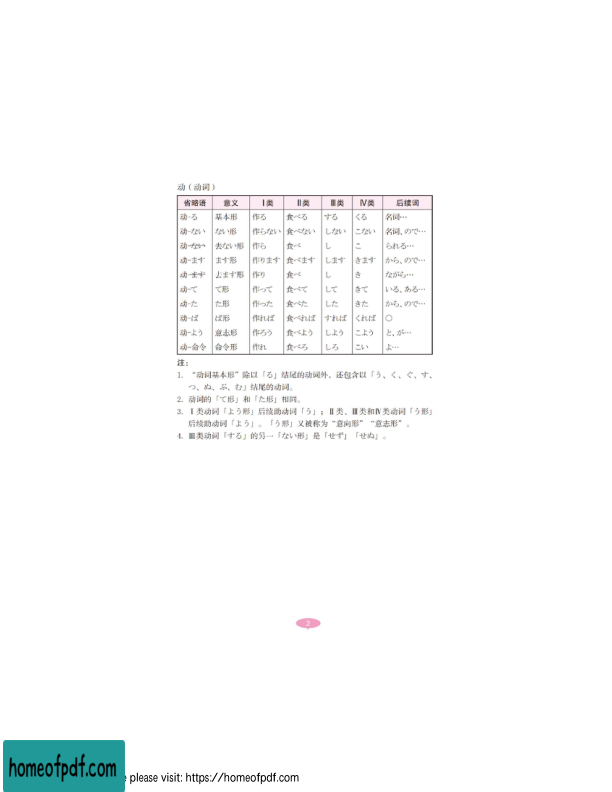 动（动词）
省略语 意义 Ⅰ类 Ⅱ类 Ⅲ类 Ⅳ类 后续词
动-る 基本形 作る 食べる する くる 名词…
动-ない ない形 作らない 食べない しない こない 名词、ので…
动-ない 去ない形 作ら 食べ し こ られる…
动-ます ます形 作ります 食べます します きます から、ので…
动-ます 去ます形 作り 食べ し き ながら…
动-て て形 作って 食べて して きて いる、ある…
动-た た形 作った 食べた した きた から、ので…
动-ば ば形 作れば 食べれば すれば くれば ○
动-よう 意志形 作ろう 食べよう しよう こよう と、が…
动-命令 命令形 作れ 食べろ しろ こい よ…
注：
1. “动词基本形”除以「る」结尾的动词外，还包含以「う、く、ぐ、す、
つ、ぬ、ぶ、む」结尾的动词。
2. 动词的「て形」和「た形」相同。
3. Ⅰ类动词「よう形」后续助动词「う」；Ⅱ类、Ⅲ类和Ⅳ类动词「う形」
后续助动词「よう」。「う形」又被称为“意向形”“意志形”。
4. Ⅲ类动词「する」的另一「ない形」是「せず」「せぬ」。
2
homeofpdf.com
please visit: https://homeofpdf.com